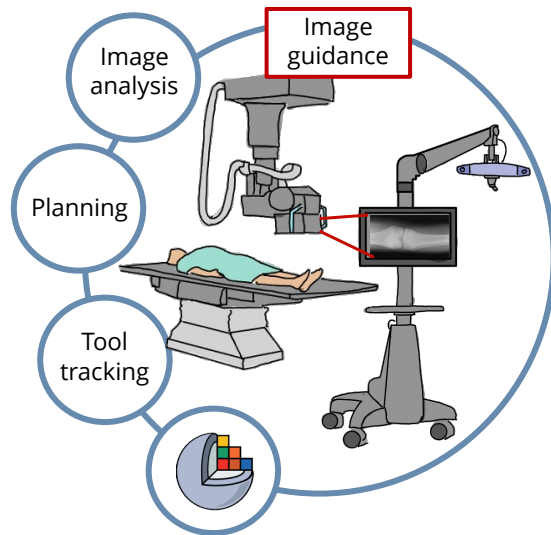 Image
guidance
Image
analysis
Planning
Tool
tracking